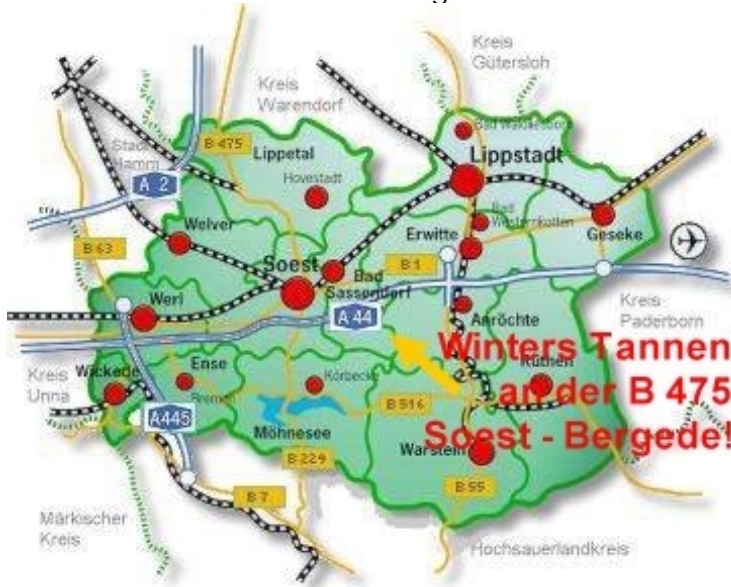 Kreis
Gütersloh
Kreis
Warendorf
Stadt
Hamm
B 475
Lippetal
Hovestadt
Bad Waldliesborn
Lippstadt
A 2
Welver
B 63
Bad
Westernkotten
Erwitte
Geseke
Soest
Bad
Sassendorf
B 1
Werl
A 44
Anröchte
Kreis
Paderborn
Winters Tannen
an der B 475
Soest - Bergede!
Kreis
Unna
Wickede
Ense
Bremen
Körbecke
Rüthen
A445
B 516
Möhnesee
Warstein
B 229
B 7
B 55
Märkischer
Kreis
Hochsauerlandkreis